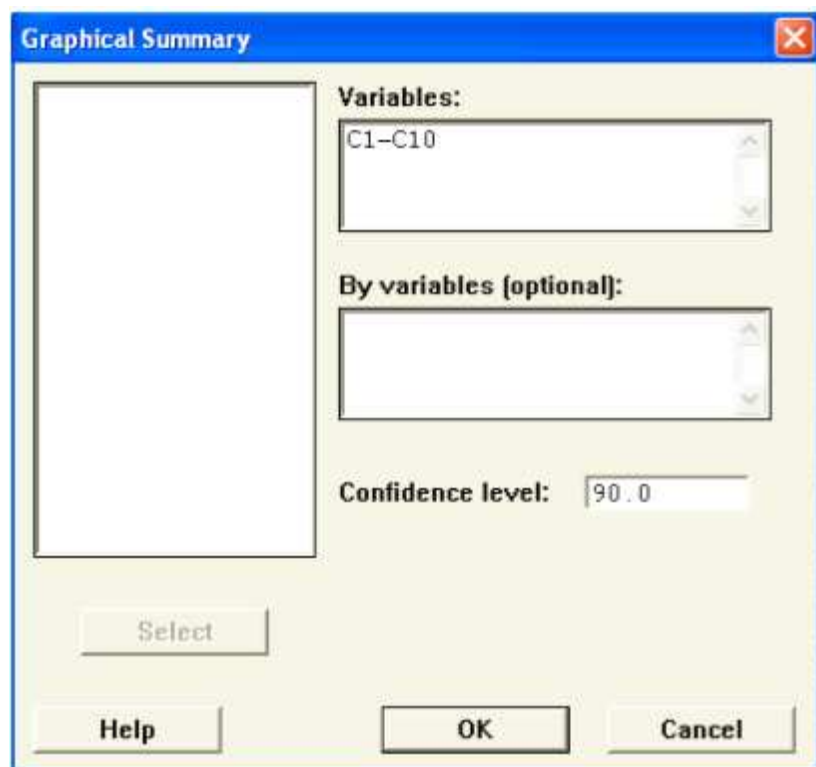 Graphical Summary
Variables:
C1-C10
By variables (optional):
Confidence level: 90.0
Select
Help OK Cancel